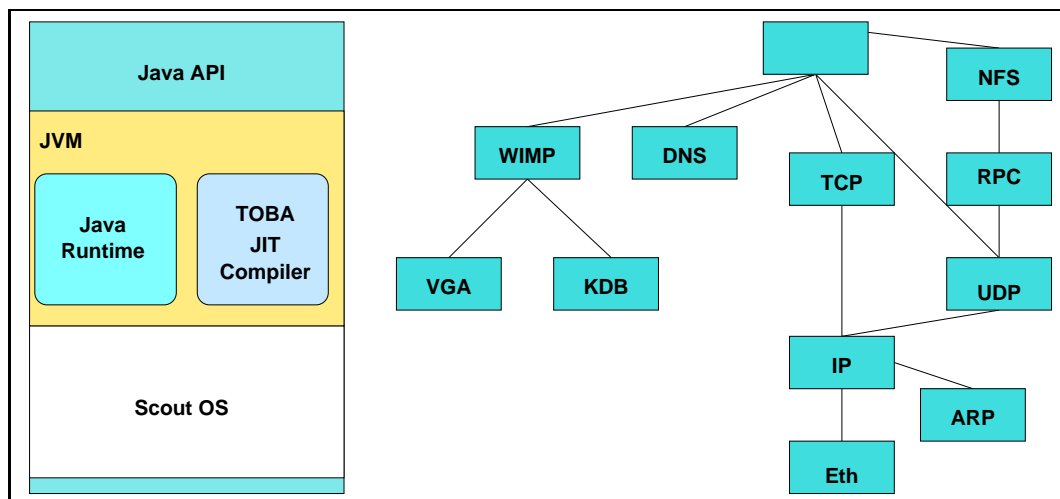 Java API
JVM
Java
Runtime
TOBA
JIT
Compiler
Scout OS
NFS
WIMP
DNS
TCP
RPC
VGA
KDB
UDP
IP
ARP
Eth